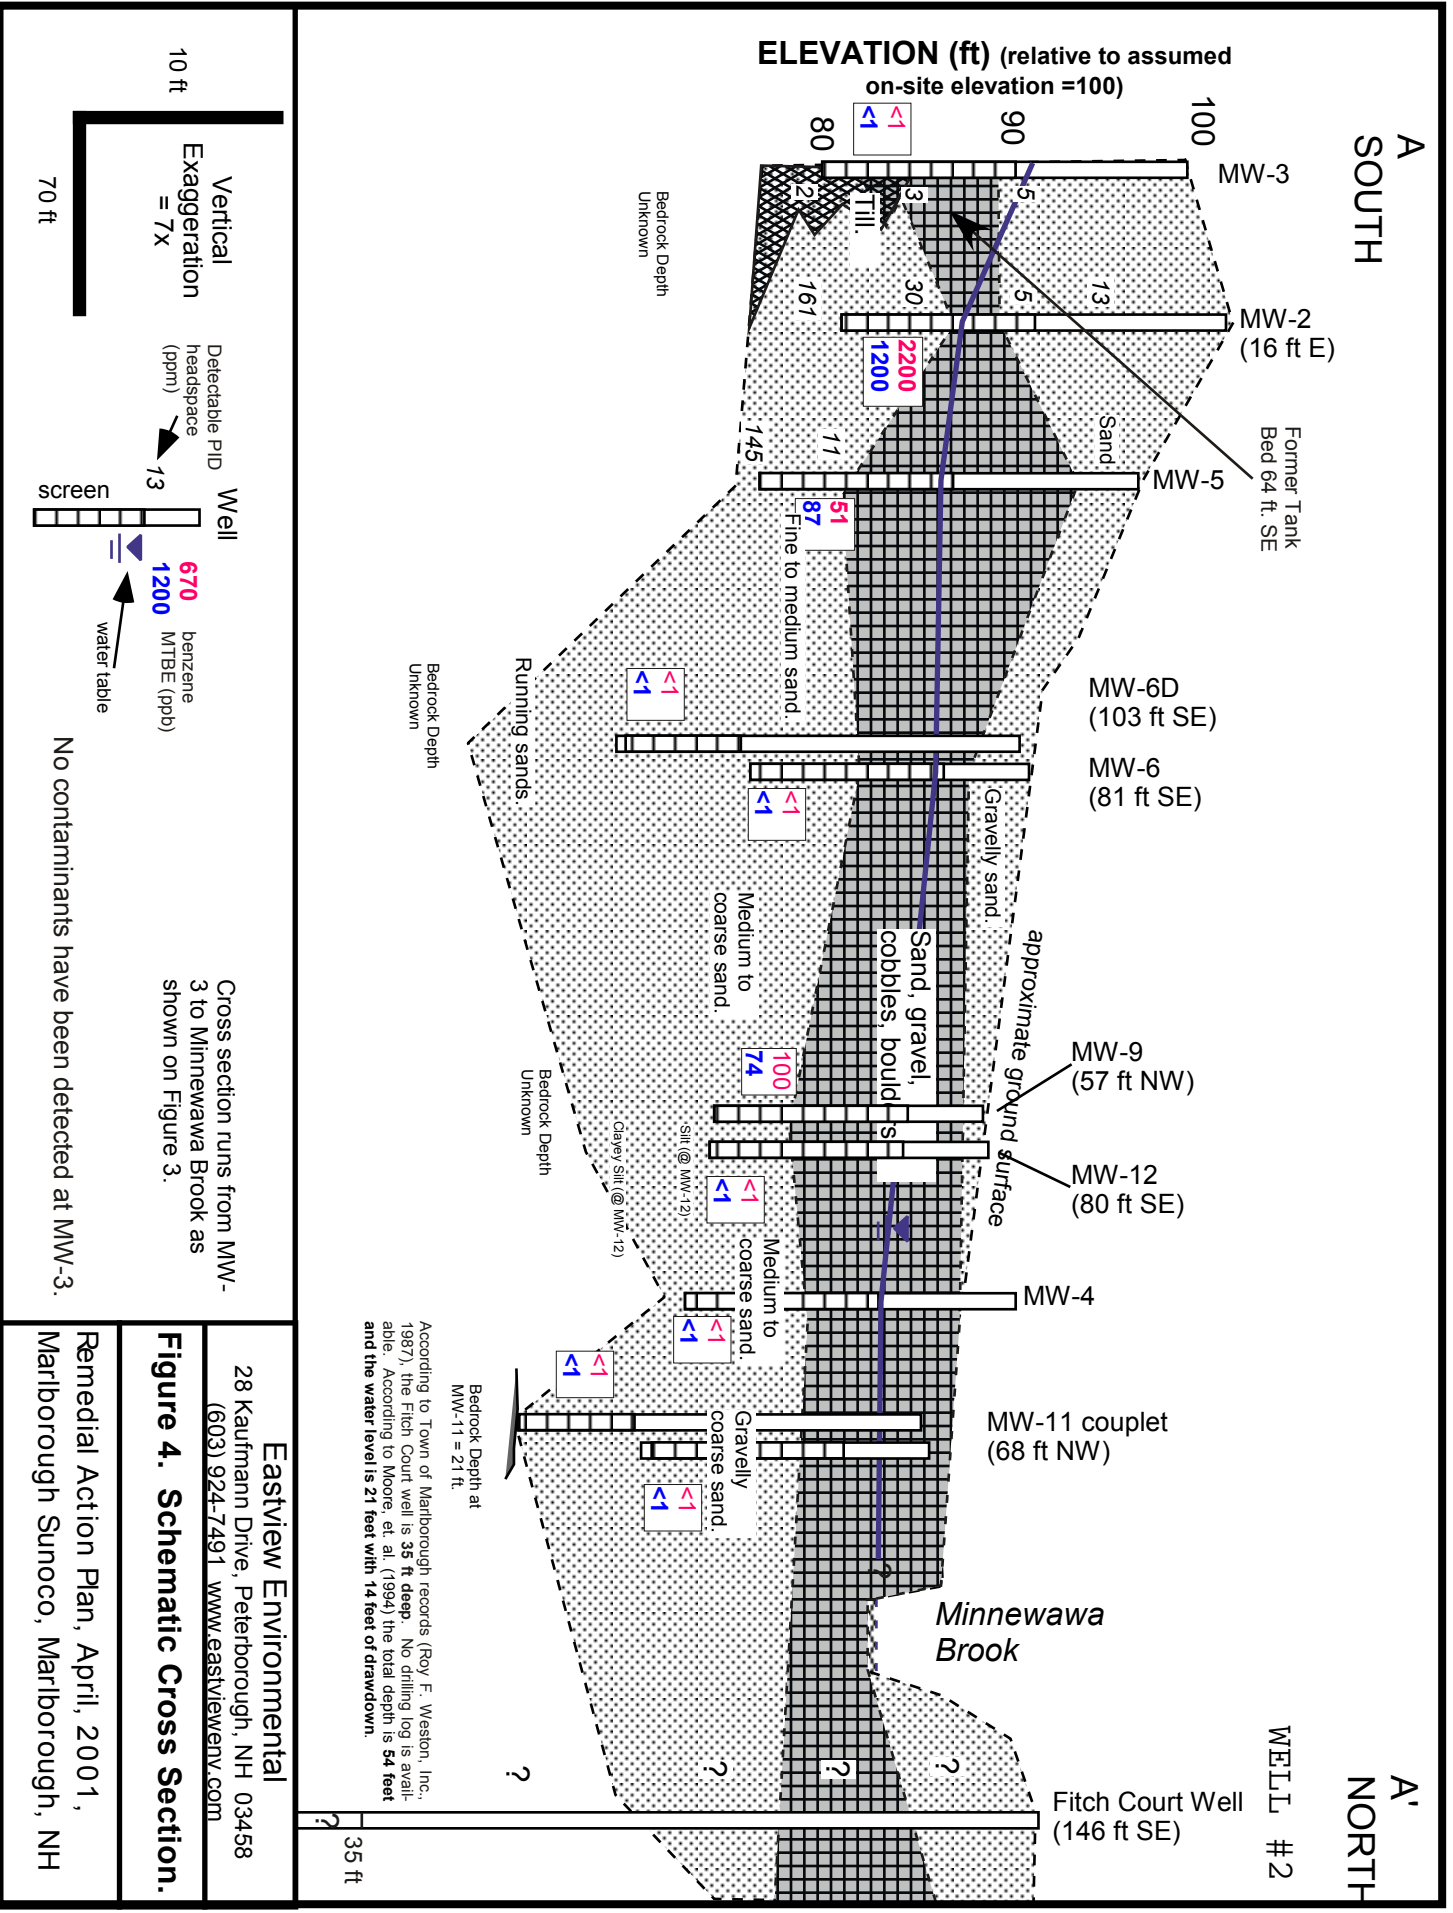 A
SOUTH
A'
NORTH
WELL #2
ELEVATION (ft) (relative to assumed
on-site elevation =100)
100
90
80
MW-3
MW-2
(16 ft E)
MW-5
Former Tank
Bed 64 ft. SE
MW-6D
(103 ft SE)
MW-6
(81 ft SE)
MW-9
(57 ft NW)
MW-12
(80 ft SE)
MW-4
MW-11 couplet
(68 ft NW)
Minnewawa
Brook
Fitch Court Well
(146 ft SE)
approximate ground surface
<1
<1
5
3
2
Till.
13
5
30
161
2200
1200
Sand
11
145
51
87
Fine to medium sand.
Running sands.
<1
<1
<1
<1
Gravelly sand.
Sand, gravel,
cobbles, boulders
Medium to
coarse sand.
100
74
<1
<1
Silt (@ MW-12)
Clayey Silt (@ MW-12)
Medium to
coarse sand.
<1
<1
<1
<1
Gravelly
coarse sand.
<1
<1
?
?
?
?
?
?
35 ft
Bedrock Depth
Unknown
Bedrock Depth
Unknown
Bedrock Depth
Unknown
Bedrock Depth at
MW-11 = 21 ft.
According to Town of Marlborough records (Roy F. Weston, Inc.,
1987), the Fitch Court well is 35 ft deep. No drilling log is avail-
able. According to Moore, et. al. (1994) the total depth is 54 feet
and the water level is 21 feet with 14 feet of drawdown.
10 ft
70 ft
Vertical
Exaggeration
= 7x
Detectable PID
headspace
(ppm)
13
Well
screen
670
1200
benzene
MTBE (ppb)
water table
No contaminants have been detected at MW-3.
Cross section runs from MW-
3 to Minnewawa Brook as
shown on Figure 3.
Eastview Environmental
28 Kaufmann Drive, Peterborough, NH 03458
(603) 924-7491 www.eastviewenv.com
Figure 4. Schematic Cross Section.
Remedial Action Plan, April, 2001,
Marlborough Sunoco, Marlborough, NH